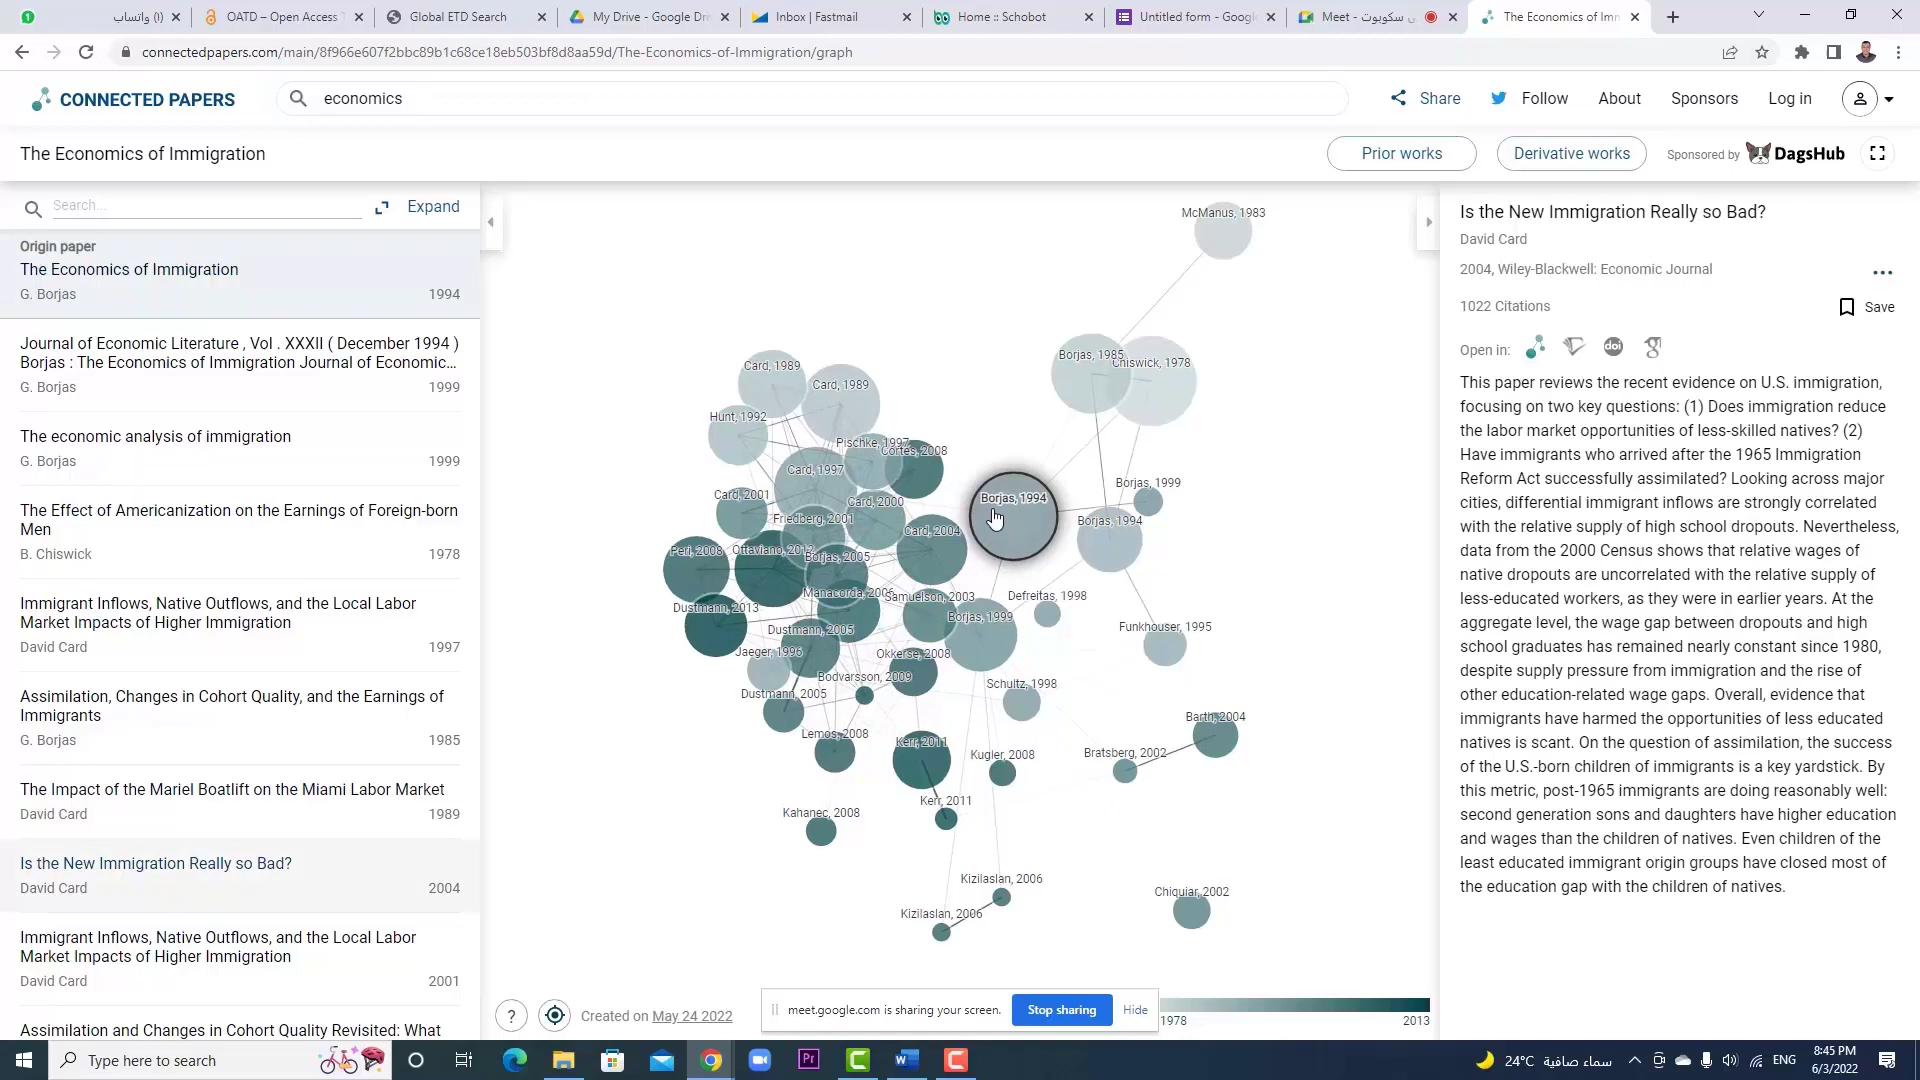 (۱) واتساب
OATD – Open Access T
Global ETD Search
My Drive - Google Dri
Inbox | Fastmail
Home :: Schobot
Untitled form - Google
Meet - ى سكوبوت
The Economics of Imm
connectedpapers.com/main/8f966e607f2bbc89b1c68ce18eb503bf8d8aa59d/The-Economics-of-Immigration/graph
CONNECTED PAPERS
economics
Share
Follow
About
Sponsors
Log in
The Economics of Immigration
Prior works
Derivative works
Sponsored by DagsHub
Search...
Expand
Origin paper
The Economics of Immigration
G. Borjas 1994
Journal of Economic Literature , Vol . XXXII ( December 1994 )
Borjas : The Economics of Immigration Journal of Economic...
G. Borjas 1999
The economic analysis of immigration
G. Borjas 1999
The Effect of Americanization on the Earnings of Foreign-born
Men
B. Chiswick 1978
Immigrant Inflows, Native Outflows, and the Local Labor
Market Impacts of Higher Immigration
David Card 1997
Assimilation, Changes in Cohort Quality, and the Earnings of
Immigrants
G. Borjas 1985
The Impact of the Mariel Boatlift on the Miami Labor Market
David Card 1989
Is the New Immigration Really so Bad?
David Card 2004
Immigrant Inflows, Native Outflows, and the Local Labor
Market Impacts of Higher Immigration
David Card 2001
Assimilation and Changes in Cohort Quality Revisited: What
McManus, 1983
Borjas, 1985
Chiswick, 1978
Card, 1989
Card, 1989
Hunt, 1992
Pischke, 1997
Cortes, 2008
Card, 1997
Borjas, 1999
Card, 2001
Card, 2000
Borjas, 1994
Friedberg, 2001
Borjas, 1994
Card, 2004
Peri, 2008
Ottaviano, 2012
Borjas, 2005
Manacorda, 2006
Samuelson, 2003
Defreitas, 1998
Dustmann, 2013
Borjas, 1999
Dustmann, 2005
Funkhouser, 1995
Jaeger, 1996
Okkerse, 2008
Bodvarsson, 2009
Schultz, 1998
Dustmann, 2005
Barth, 2004
Lemos, 2008
Kerr, 2011
Kugler, 2008
Bratsberg, 2002
Kerr, 2011
Kahanec, 2008
Kizilaslan, 2006
Chiquiar, 2002
Kizilaslan, 2006
?
Created on May 24 2022
meet.google.com is sharing your screen.
Stop sharing
Hide
1978
2013
Is the New Immigration Really so Bad?
David Card
2004, Wiley-Blackwell: Economic Journal
1022 Citations
Save
Open in:
doi
This paper reviews the recent evidence on U.S. immigration,
focusing on two key questions: (1) Does immigration reduce
the labor market opportunities of less-skilled natives? (2)
Have immigrants who arrived after the 1965 Immigration
Reform Act successfully assimilated? Looking across major
cities, differential immigrant inflows are strongly correlated
with the relative supply of high school dropouts. Nevertheless,
data from the 2000 Census shows that relative wages of
native dropouts are uncorrelated with the relative supply of
less-educated workers, as they were in earlier years. At the
aggregate level, the wage gap between dropouts and high
school graduates has remained nearly constant since 1980,
despite supply pressure from immigration and the rise of
other education-related wage gaps. Overall, evidence that
immigrants have harmed the opportunities of less educated
natives is scant. On the question of assimilation, the success
of the U.S.-born children of immigrants is a key yardstick. By
this metric, post-1965 immigrants are doing reasonably well:
second generation sons and daughters have higher education
and wages than the children of natives. Even children of the
least educated immigrant origin groups have closed most of
the education gap with the children of natives.
Type here to search
Pr
24°C سماء صافية
ENG
8:45 PM
6/3/2022